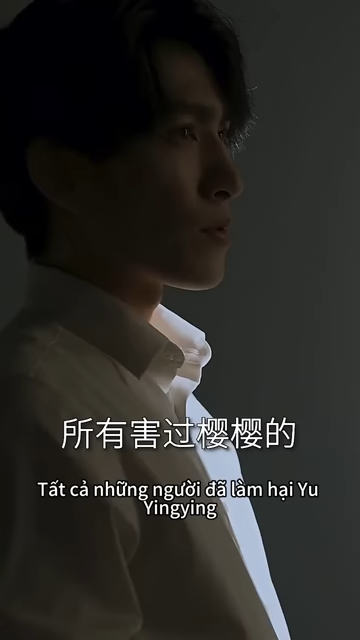 所有害过樱樱的
Tất cả những người đã làm hại Yu
Yingying